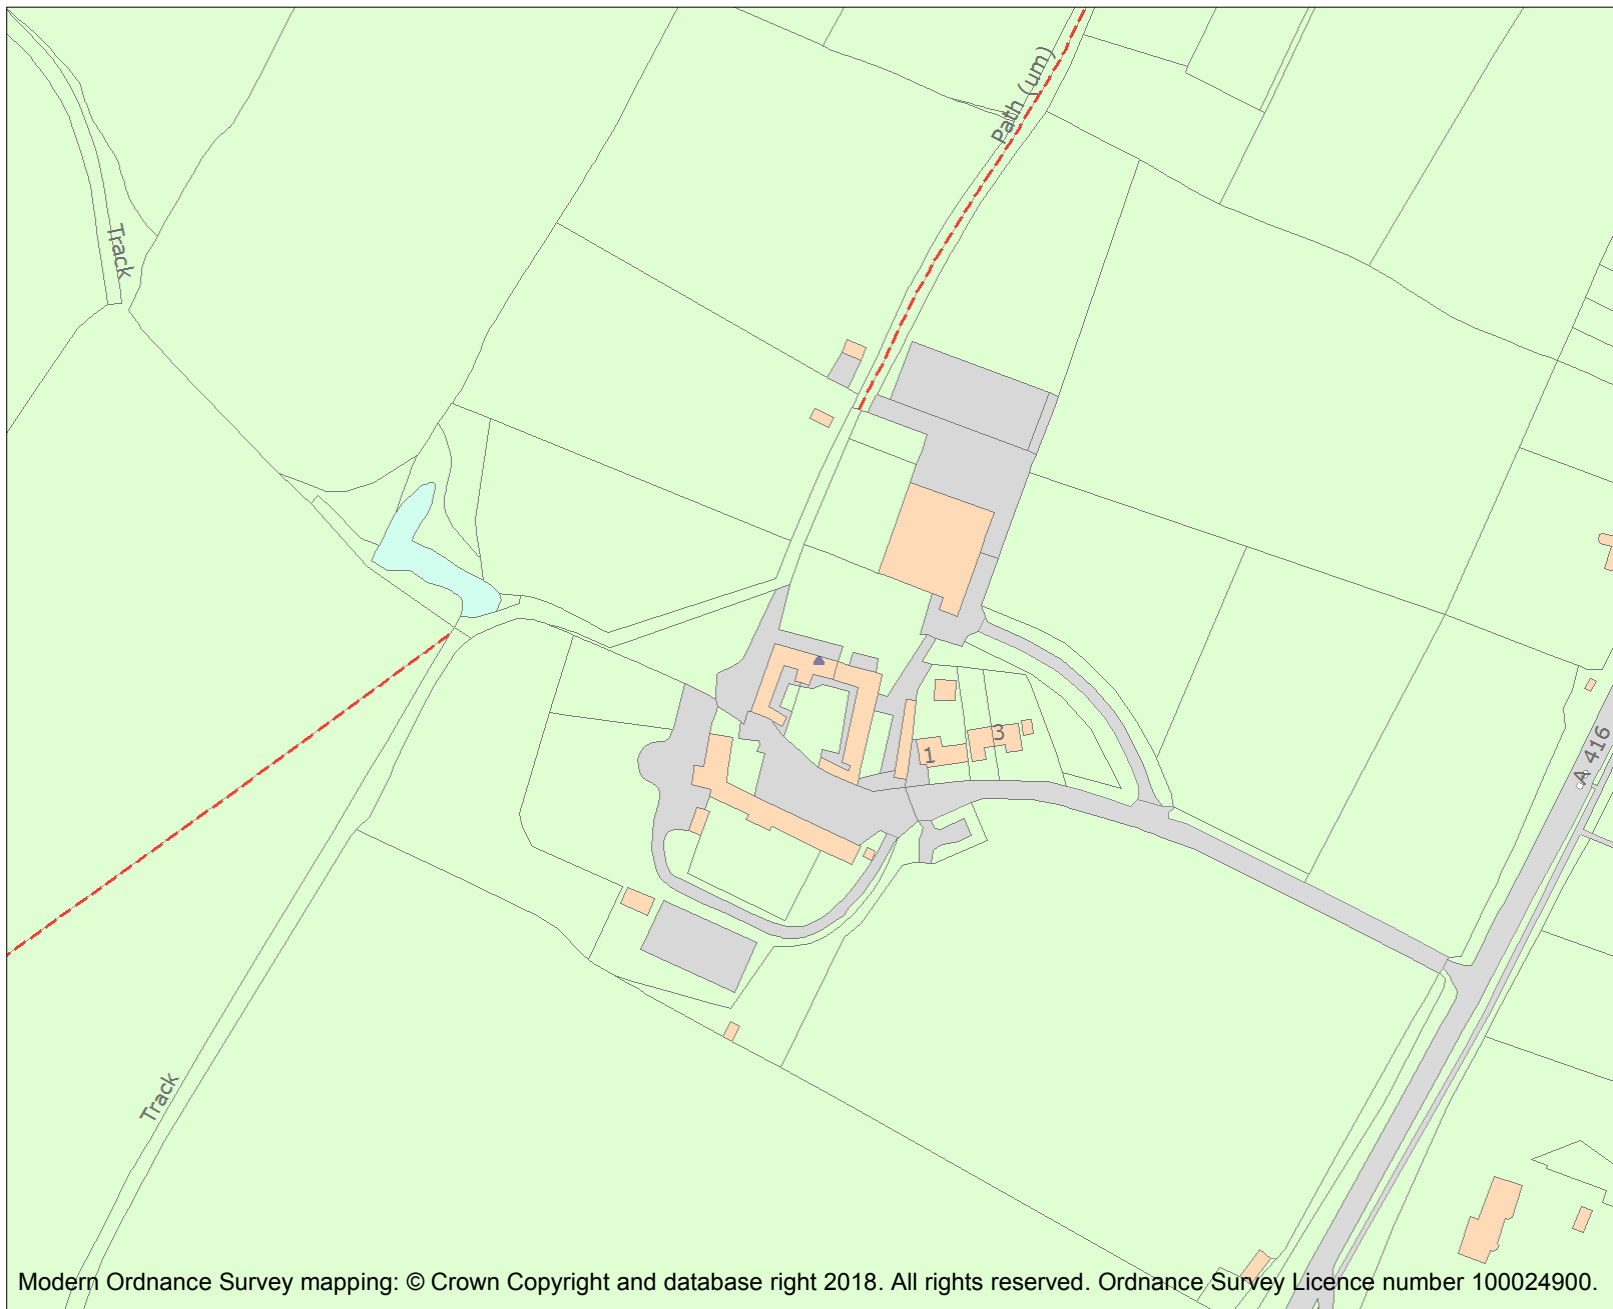 Path (um)
Track
3
1
A 416
Track
Modern Ordnance Survey mapping: © Crown Copyright and database right 2018. All rights reserved. Ordnance Survey Licence number 100024900.